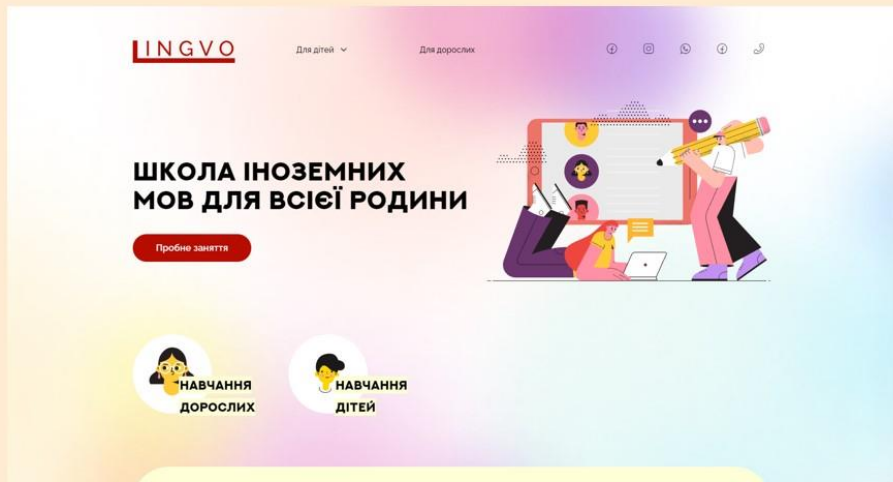 LINGVO
Для дітей
Для дорослих
ШКОЛА ІНОЗЕМНИХ
МОВ ДЛЯ ВСІЄЇ РОДИНИ
Пробне заняття
НАВЧАННЯ
ДОРОСЛИХ
НАВЧАННЯ
ДІТЕЙ